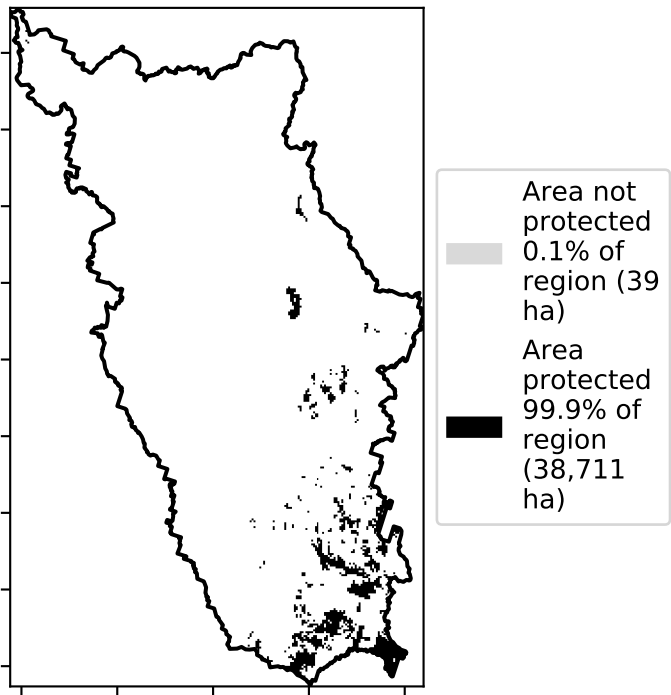 Area not
protected
0.1% of
region (39
ha)
Area
protected
99.9% of
region
(38,711
ha)